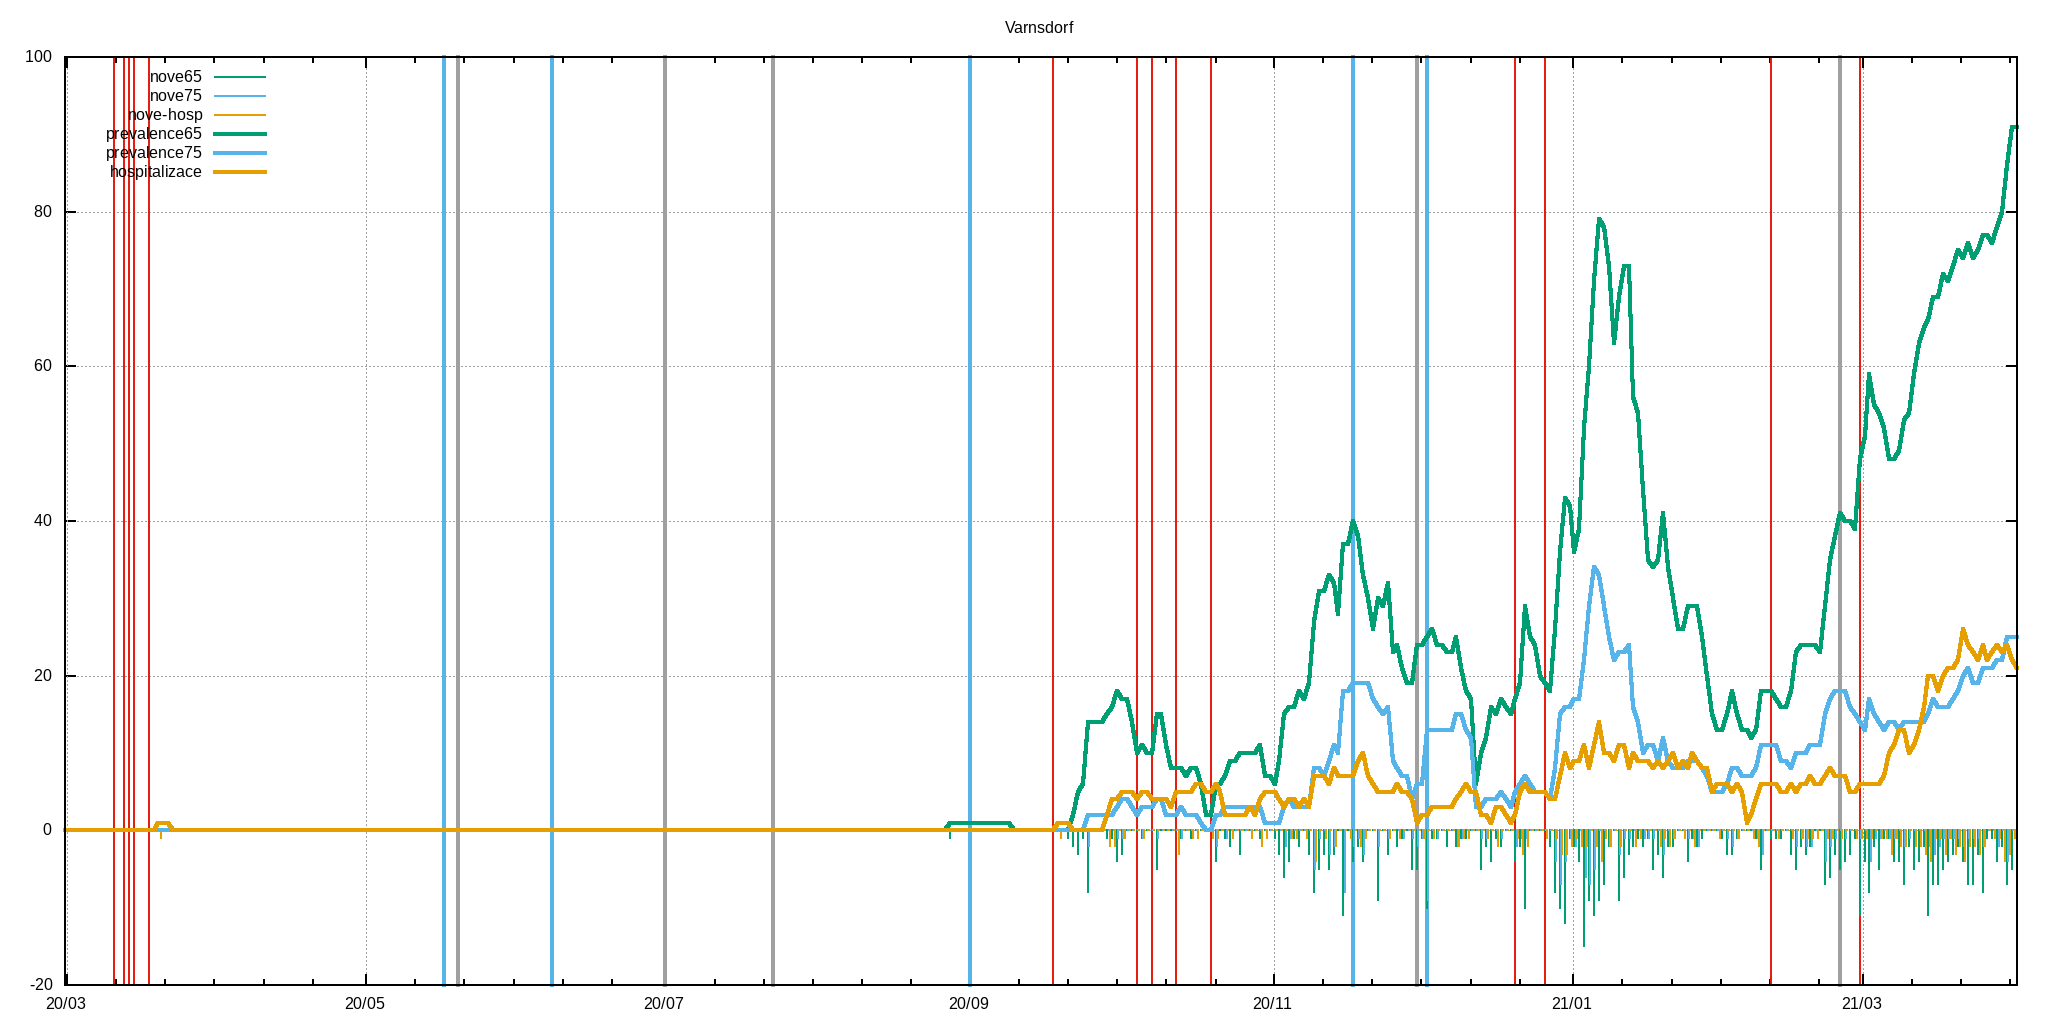 Varnsdorf
100
80
60
40
20
0
-20
nove65
nove75
nove-hosp
prevalence65
prevalence75
hospitalizace
20/03 20/05 20/07 20/09 20/11 21/01 21/03